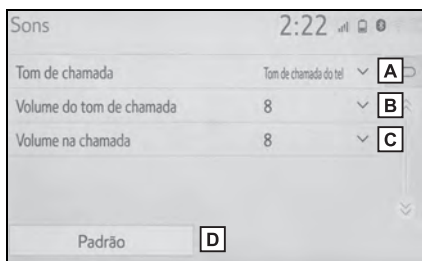 Sons 2:22
Tom de chamada Tom de chamada do tel A
Volume do tom de chamada 8 B
Volume na chamada 8 C
Padrão D